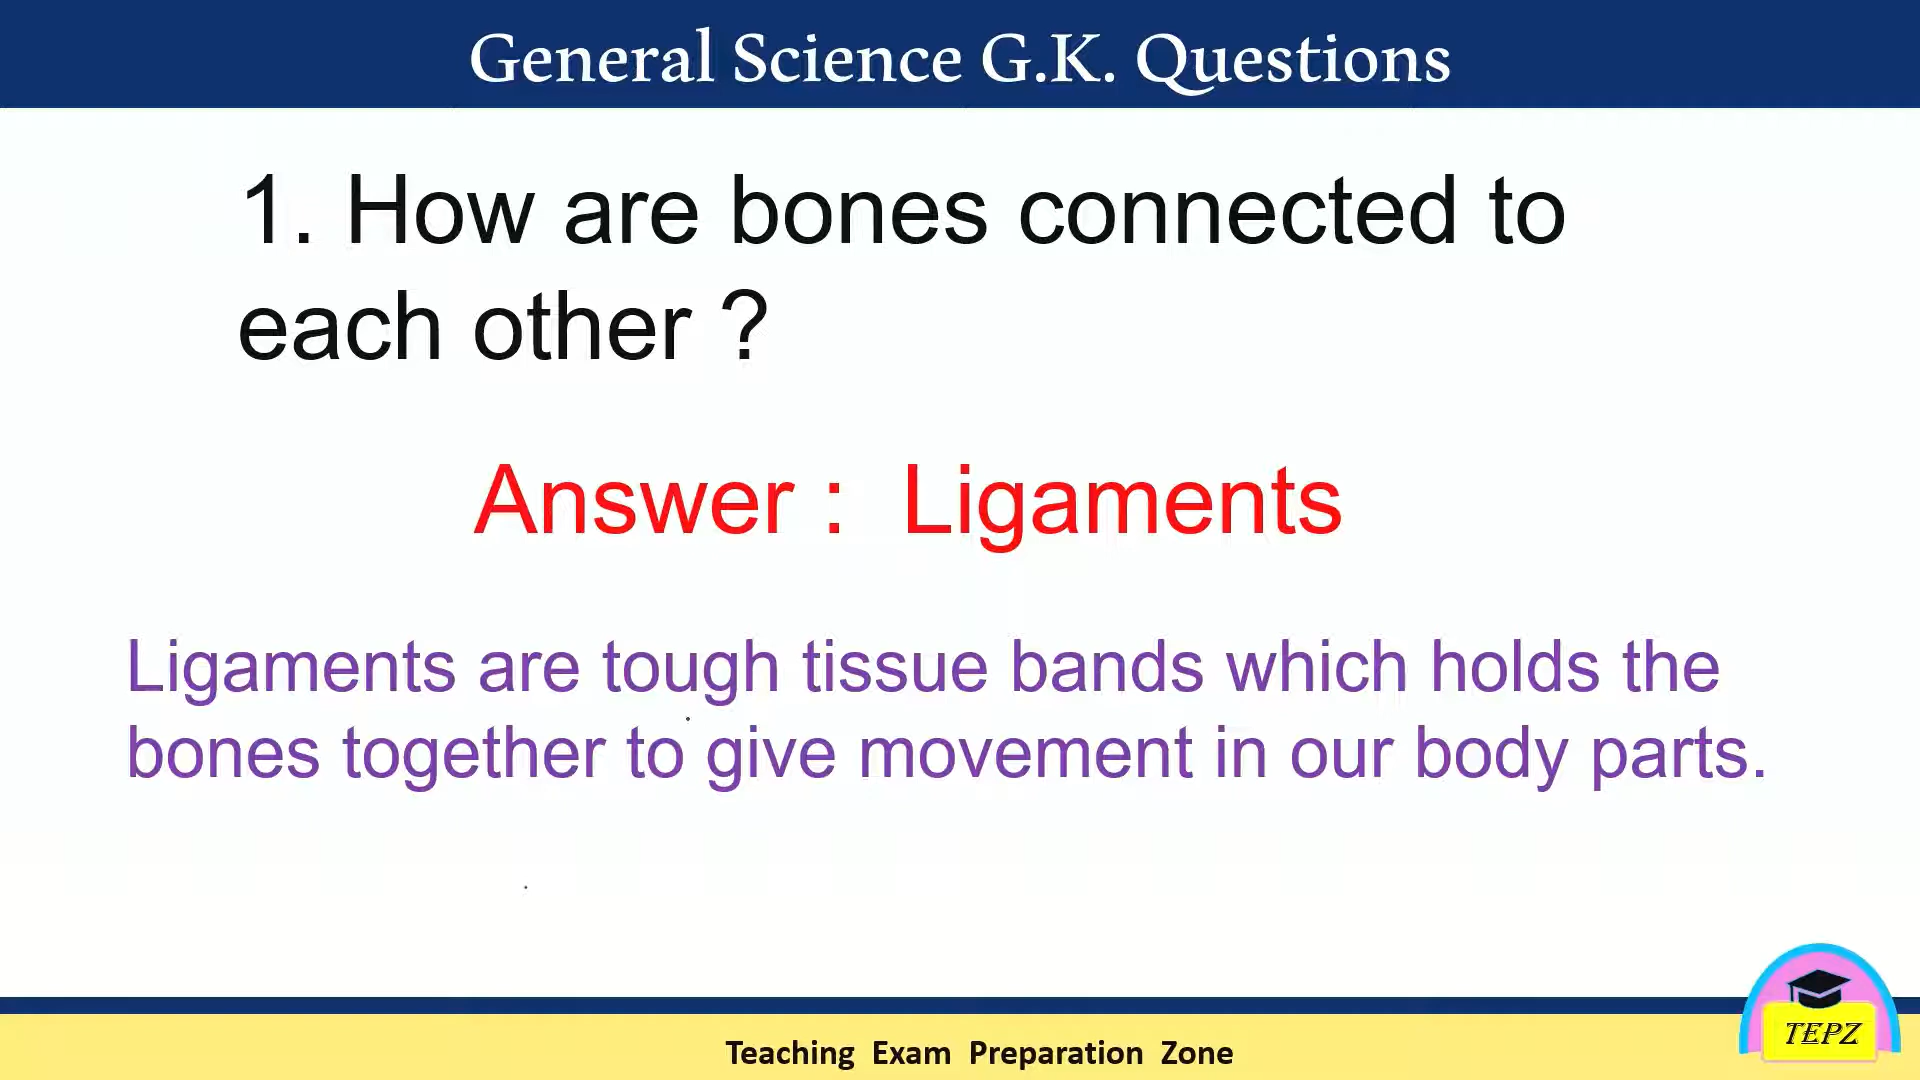 General Science G.K. Questions
1. How are bones connected to
each other ?
Answer :  Ligaments
Ligaments are tough tissue bands which holds the
bones together to give movement in our body parts.
TEPZ
Teaching Exam Preparation Zone